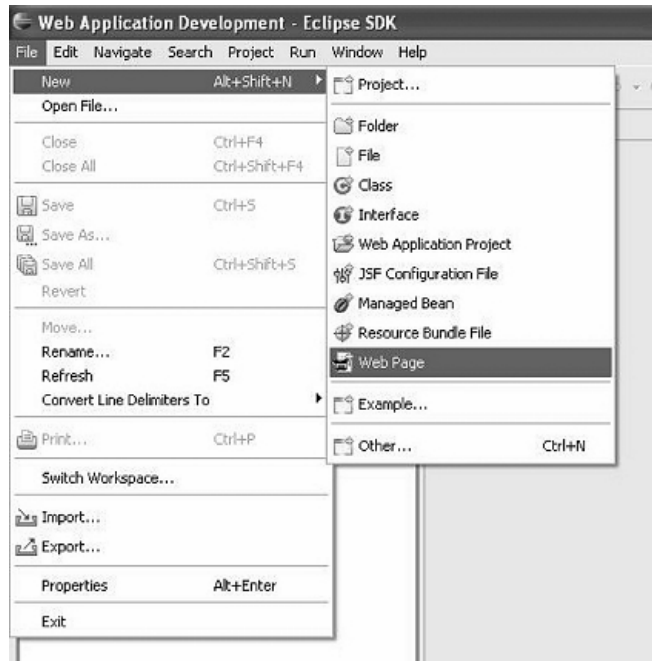 Web Application Development - Eclipse SDK
File Edit Navigate Search Project Run Window Help
New Alt+Shift+N
Open File...
Close Ctrl+F4
Close All Ctrl+Shift+F4
Save Ctrl+S
Save As...
Save All Ctrl+Shift+S
Revert
Move...
Rename... F2
Refresh F5
Convert Line Delimiters To
Print... Ctrl+P
Switch Workspace...
Import...
Export...
Properties Alt+Enter
Exit
Project...
Folder
File
Class
Interface
Web Application Project
JSF Configuration File
Managed Bean
Resource Bundle File
Web Page
Example...
Other... Ctrl+N